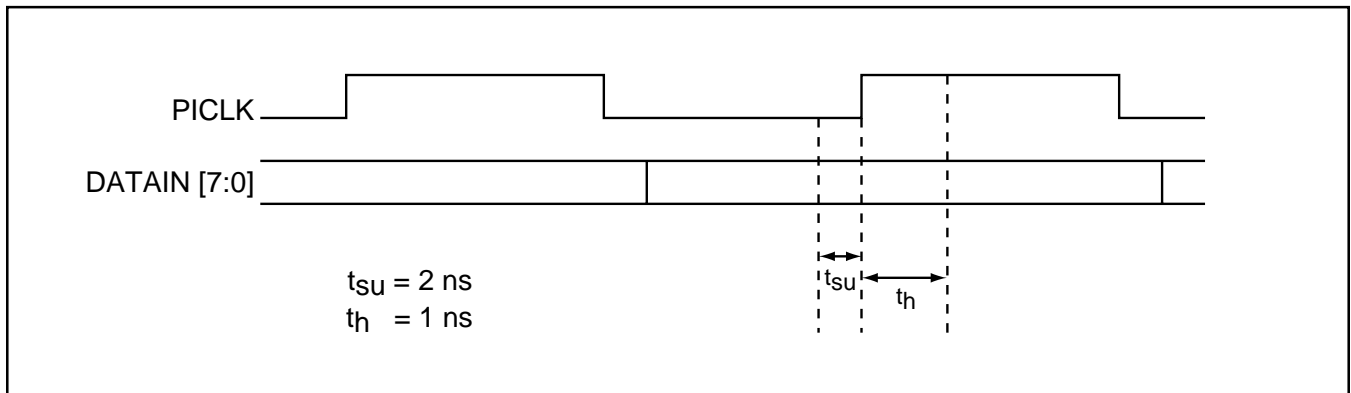 PICLK
DATAIN [7:0]
tsu
th
tsu = 2 ns
th = 1 ns